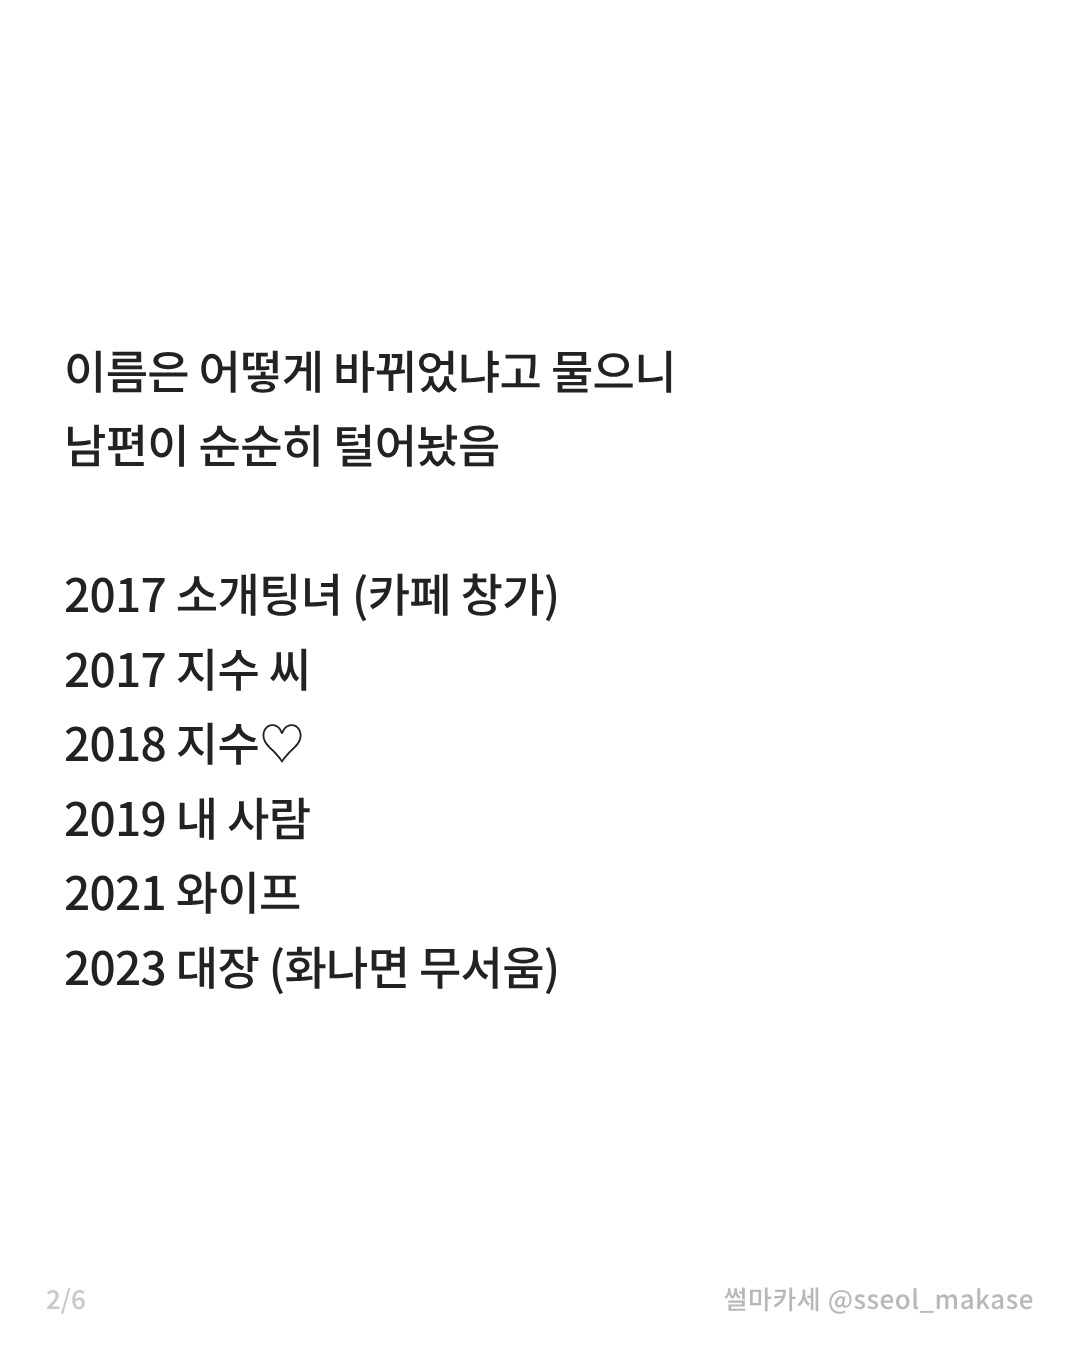 이름은 어떻게 바뀌었냐고 물으니
남편이 순순히 털어놨음
2017 소개팅녀 (카페 창가)
2017 지수 씨
2018 지수♡
2019 내 사람
2021 와이프
2023 대장 (화나면 무서움)
2/6
썰마카세 @sseol_makase